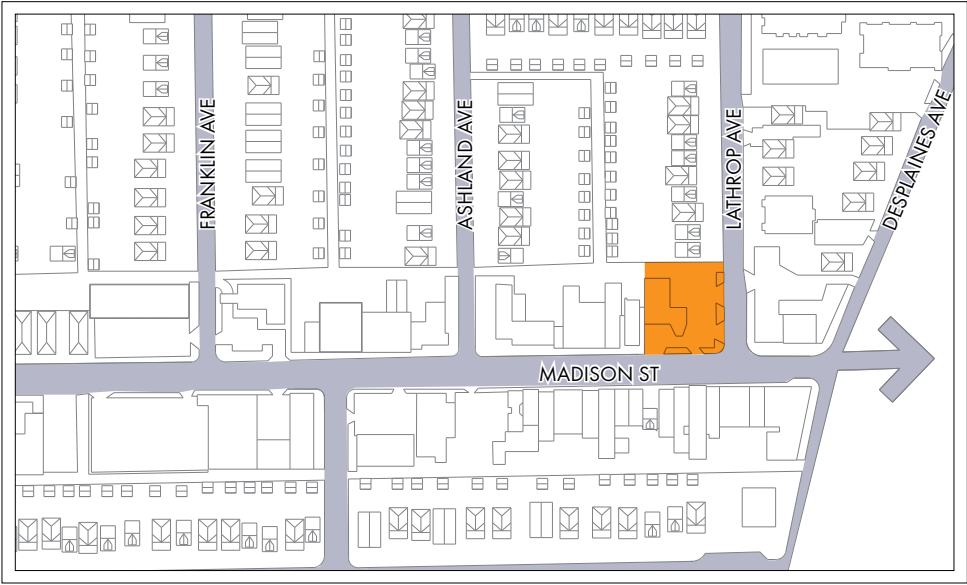 FRANKLIN AVE
ASHLAND AVE
LATHROP AVE
DESPLAINES AVE
MADISON ST